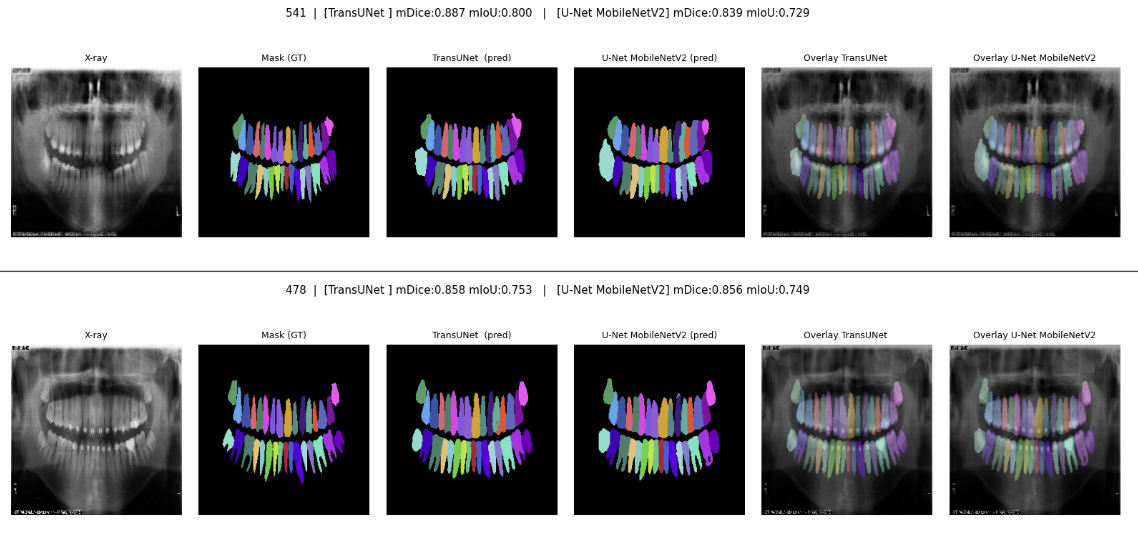 541 | [TransUNet ] mDice:0.887 mIoU:0.800 | [U-Net MobileNetV2] mDice:0.839 mIoU:0.729
X-ray Mask (GT) TransUNet (pred) U-Net MobileNetV2 (pred) Overlay TransUNet Overlay U-Net MobileNetV2
L L L
478 | [TransUNet ] mDice:0.858 mIoU:0.753 | [U-Net MobileNetV2] mDice:0.856 mIoU:0.749
X-ray Mask (GT) TransUNet (pred) U-Net MobileNetV2 (pred) Overlay TransUNet Overlay U-Net MobileNetV2